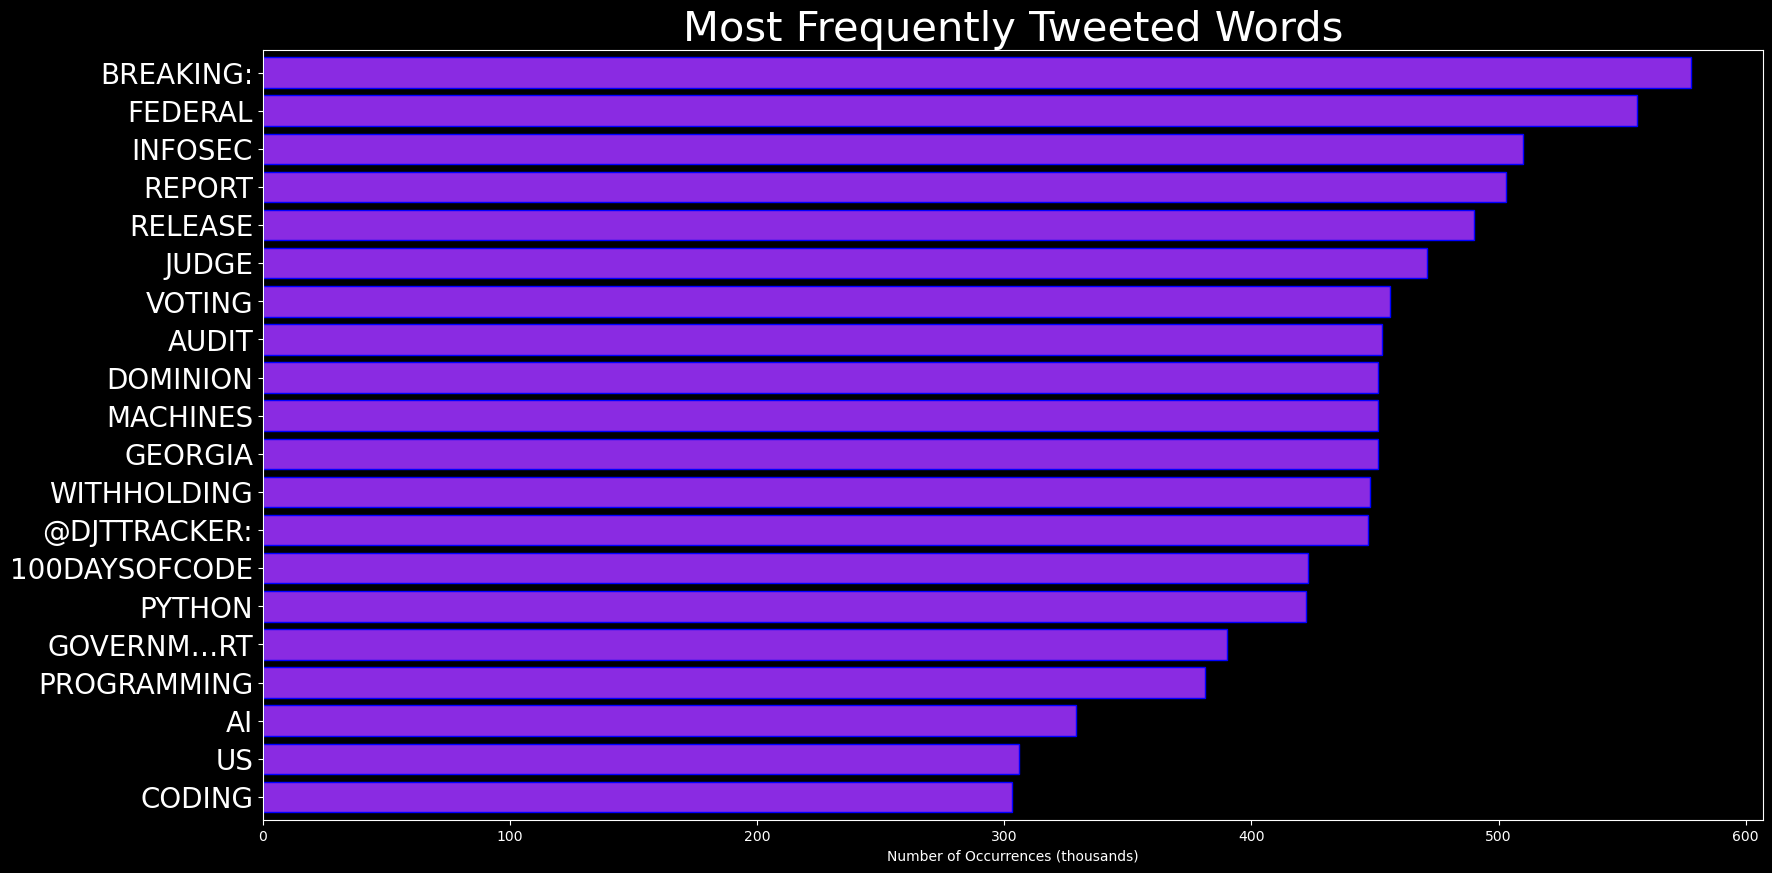 Most Frequently Tweeted Words
BREAKING:
FEDERAL
INFOSEC
REPORT
RELEASE
JUDGE
VOTING
AUDIT
DOMINION
MACHINES
GEORGIA
WITHHOLDING
@DJTTRACKER:
100DAYSOFCODE
PYTHON
GOVERNM…RT
PROGRAMMING
AI
US
CODING
0 100 200 300 400 500 600
Number of Occurrences (thousands)